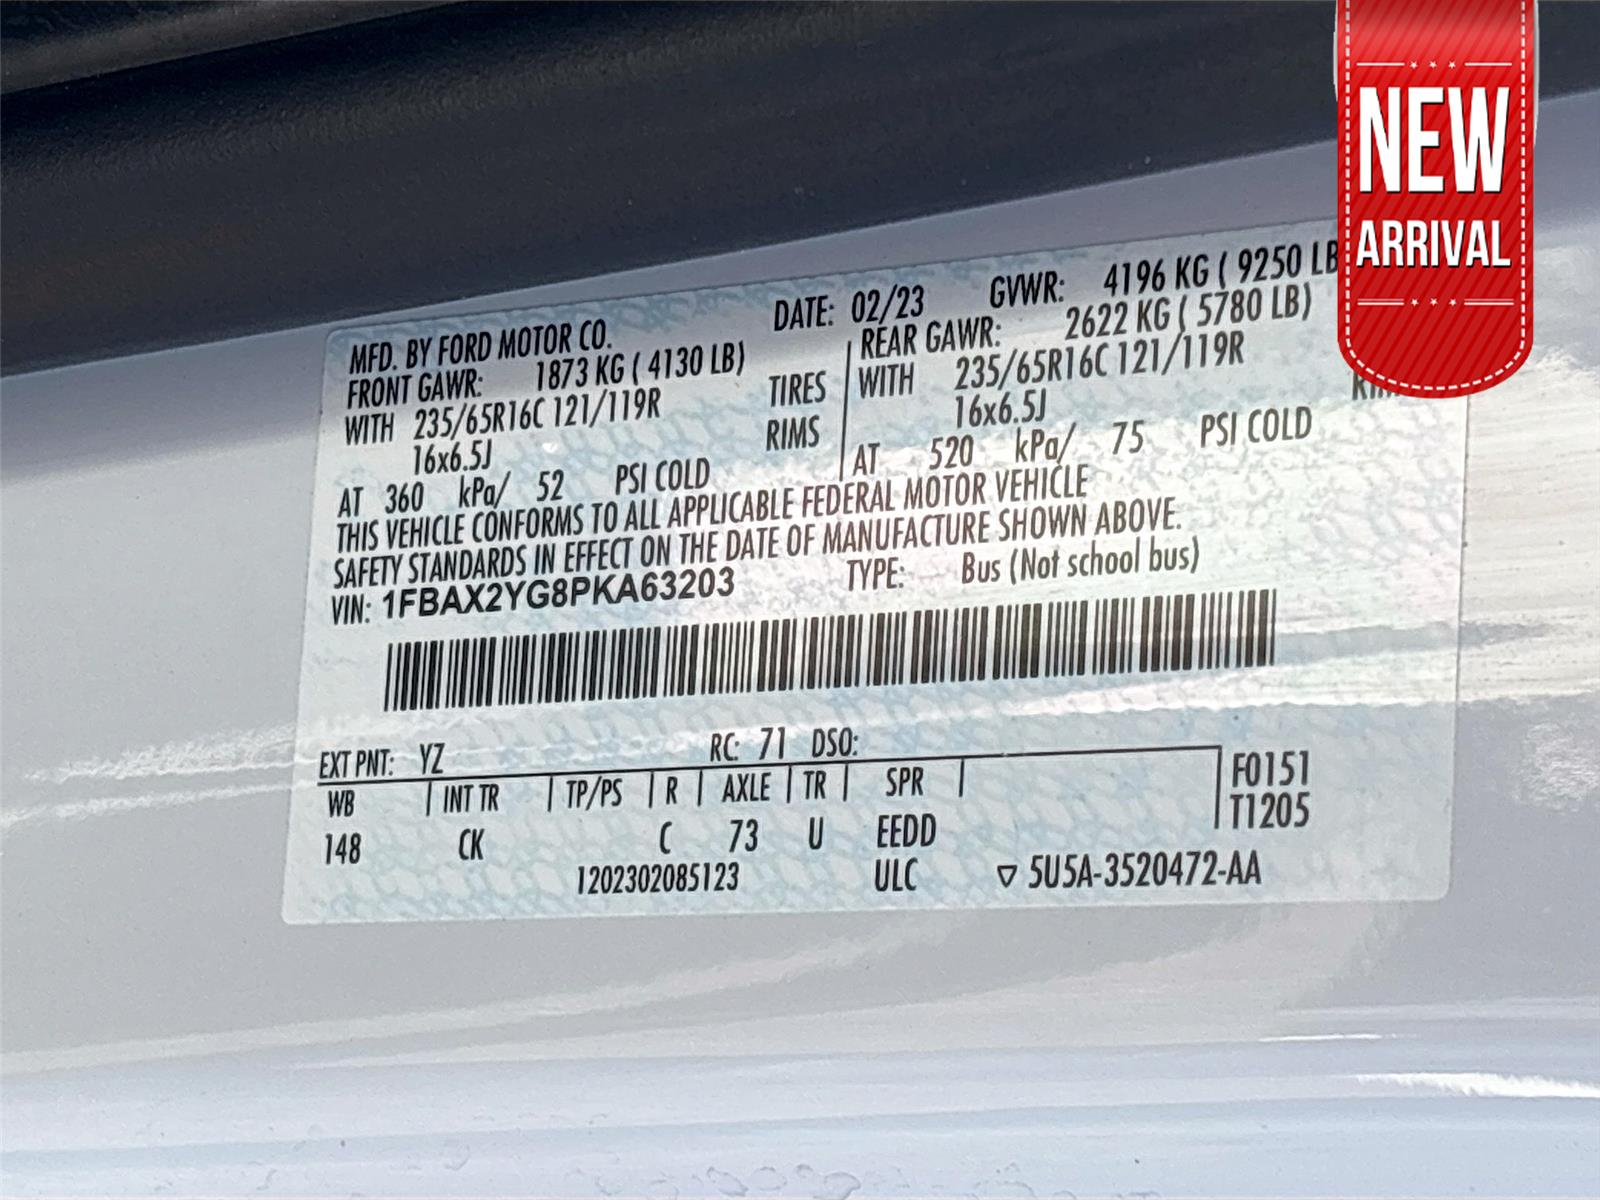 NEW
ARRIVAL
MFD. BY FORD MOTOR CO. DATE: 02/23 GVWR: 4196 KG ( 9250 LB
FRONT GAWR: 1873 KG ( 4130 LB) REAR GAWR: 2622 KG ( 5780 LB)
WITH 235/65R16C 121/119R TIRES WITH 235/65R16C 121/119R
16x6.5J RIMS 16x6.5J
AT 360 kPa/ 52 PSI COLD AT 520 kPa/ 75 PSI COLD
THIS VEHICLE CONFORMS TO ALL APPLICABLE FEDERAL MOTOR VEHICLE
SAFETY STANDARDS IN EFFECT ON THE DATE OF MANUFACTURE SHOWN ABOVE.
VIN: 1FBAX2YG8PKA63203 TYPE: Bus (Not school bus)
EXT PNT: YZ RC: 71 DSO:
WB INT TR TP/PS R AXLE TR SPR F0151
T1205
148 CK C 73 U EEDD
1202302085123 ULC ▽ 5U5A-3520472-AA